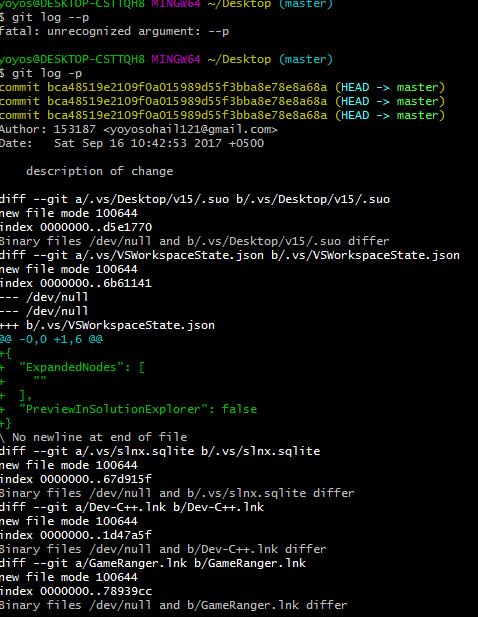 yoyos@DESKTOP-CSTTQH8 MINGW64 ~/Desktop (master)
$ git log --p
fatal: unrecognized argument: --p
yoyos@DESKTOP-CSTTQH8 MINGW64 ~/Desktop (master)
$ git log -p
commit bca48519e2109f0a015989d55f3bba8e78e8a68a (HEAD -> master)
commit bca48519e2109f0a015989d55f3bba8e78e8a68a (HEAD -> master)
commit bca48519e2109f0a015989d55f3bba8e78e8a68a (HEAD -> master)
Author: 153187 <yoyosohail121@gmail.com>
Date:   Sat Sep 16 10:42:53 2017 +0500
    description of change
diff --git a/.vs/Desktop/v15/.suo b/.vs/Desktop/v15/.suo
new file mode 100644
index 0000000..d5e1770
Binary files /dev/null and b/.vs/Desktop/v15/.suo differ
diff --git a/.vs/VSWorkspaceState.json b/.vs/VSWorkspaceState.json
new file mode 100644
index 0000000..6b61141
--- /dev/null
--- /dev/null
+++ b/.vs/VSWorkspaceState.json
@@ -0,0 +1,6 @@
+{
+  "ExpandedNodes": [
+    ""
+  ],
+  "PreviewInSolutionExplorer": false
+}
\ No newline at end of file
diff --git a/.vs/slnx.sqlite b/.vs/slnx.sqlite
new file mode 100644
index 0000000..67d915f
Binary files /dev/null and b/.vs/slnx.sqlite differ
diff --git a/Dev-C++.lnk b/Dev-C++.lnk
new file mode 100644
index 0000000..1d47a5f
Binary files /dev/null and b/Dev-C++.lnk differ
diff --git a/GameRanger.lnk b/GameRanger.lnk
new file mode 100644
index 0000000..78939cc
Binary files /dev/null and b/GameRanger.lnk differ